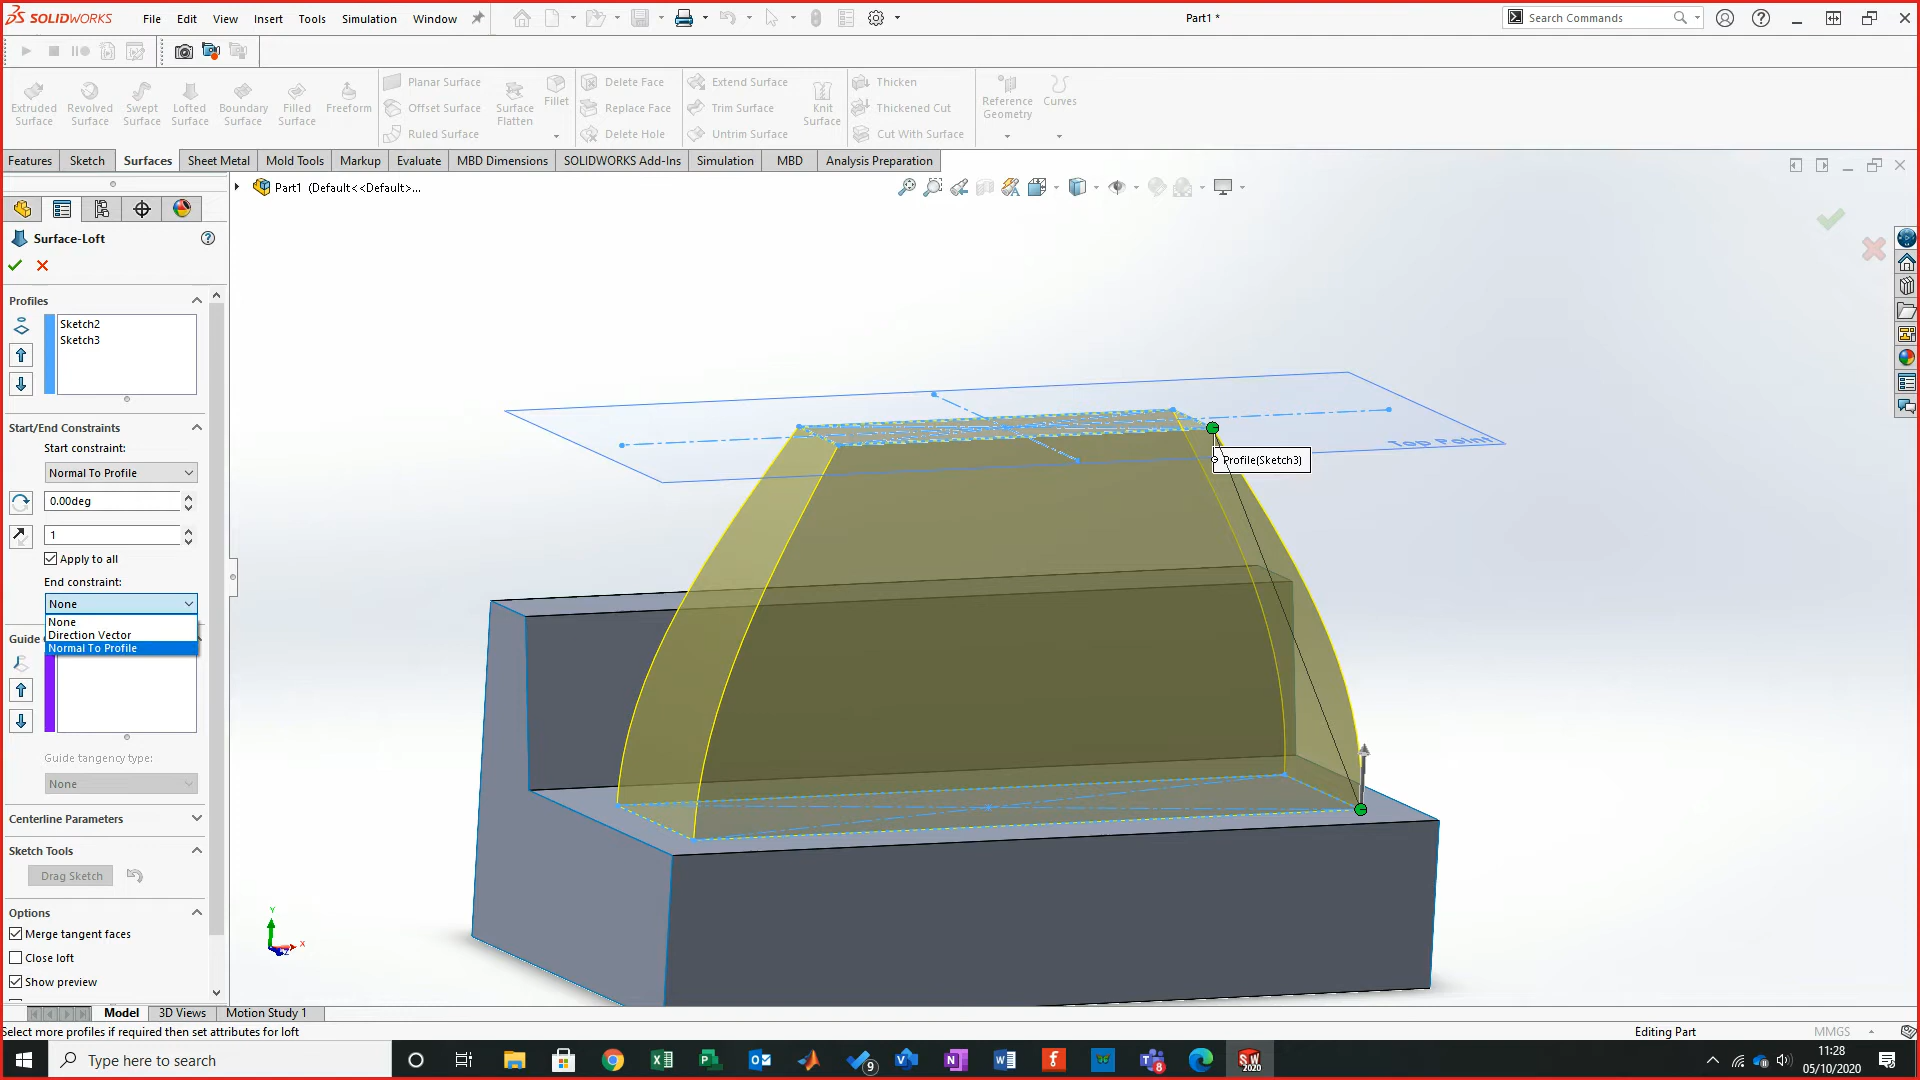 SOLIDWORKS File Edit View Insert Tools Simulation Window
Part1 *
Search Commands
Extruded Surface
Revolved Surface
Swept Surface
Lofted Surface
Boundary Surface
Filled Surface
Freeform
Planar Surface
Offset Surface
Ruled Surface
Surface Flatten
Fillet
Delete Face
Replace Face
Delete Hole
Extend Surface
Trim Surface
Untrim Surface
Knit Surface
Thicken
Thickened Cut
Cut With Surface
Reference Geometry
Curves
Features Sketch Surfaces Sheet Metal Mold Tools Markup Evaluate MBD Dimensions SOLIDWORKS Add-Ins Simulation MBD Analysis Preparation
Part1 (Default<<Default>...
Surface-Loft
Profiles
Sketch2
Sketch3
Start/End Constraints
Start constraint:
Normal To Profile
0.00deg
1
Apply to all
End constraint:
None
None
Direction Vector
Normal To Profile
Guide
Guide tangency type:
None
Centerline Parameters
Sketch Tools
Drag Sketch
Options
Merge tangent faces
Close loft
Show preview
Top Point
Profile(Sketch3)
Y
X
Z
Model 3D Views Motion Study 1
Select more profiles if required then set attributes for loft
Editing Part
MMGS
Type here to search
9
8
SW
2020
11:28
05/10/2020